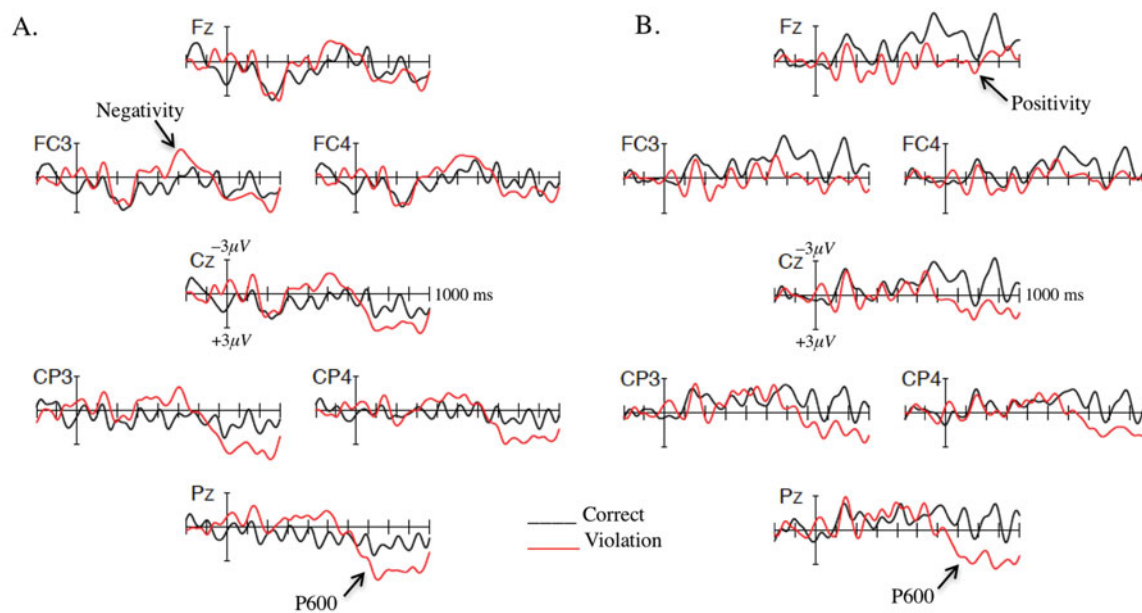 A.
Fz
Negativity
FC3
FC4
−3μV
Cz
1000 ms
+3μV
CP3
CP4
Pz
P600
Correct
Violation
B.
Fz
Positivity
FC3
FC4
−3μV
Cz
1000 ms
+3μV
CP3
CP4
Pz
P600